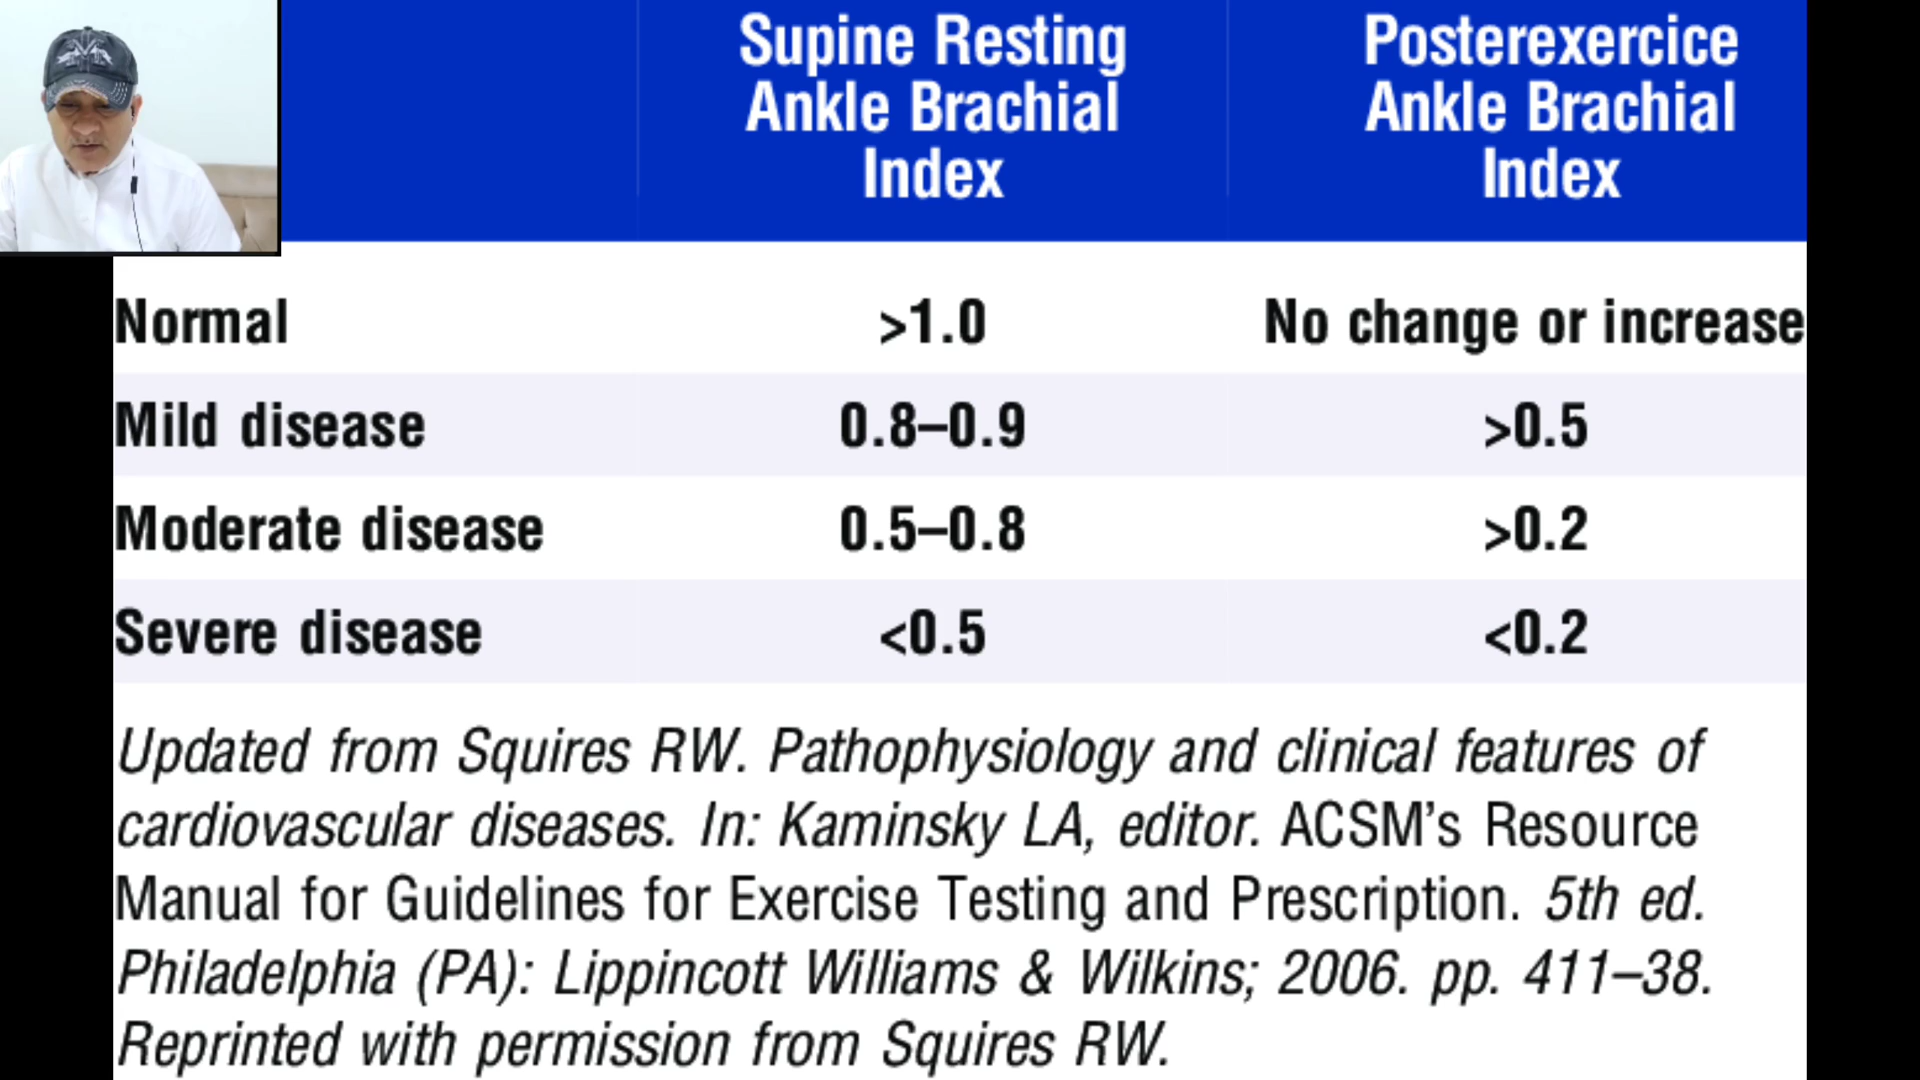 Supine Resting
Ankle Brachial
Index
Posterexercice
Ankle Brachial
Index
Normal >1.0 No change or increase
Mild disease 0.8–0.9 >0.5
Moderate disease 0.5–0.8 >0.2
Severe disease <0.5 <0.2
Updated from Squires RW. Pathophysiology and clinical features of
cardiovascular diseases. In: Kaminsky LA, editor. ACSM’s Resource
Manual for Guidelines for Exercise Testing and Prescription. 5th ed.
Philadelphia (PA): Lippincott Williams & Wilkins; 2006. pp. 411–38.
Reprinted with permission from Squires RW.